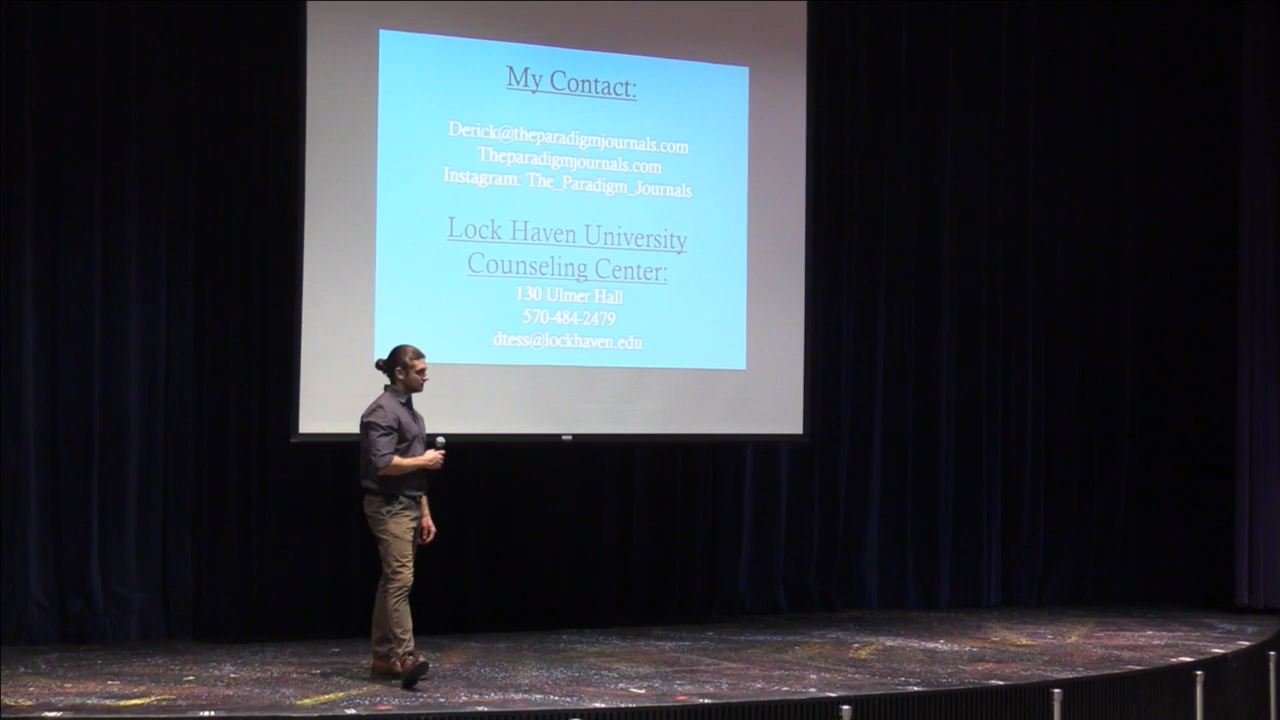 My Contact:
Derick@theparadigmjournals.com
Theparadigmjournals.com
Instagram: The_Paradigm_Journals
Lock Haven University
Counseling Center:
130 Ulmer Hall
570-484-2479
dtess@lockhaven.edu